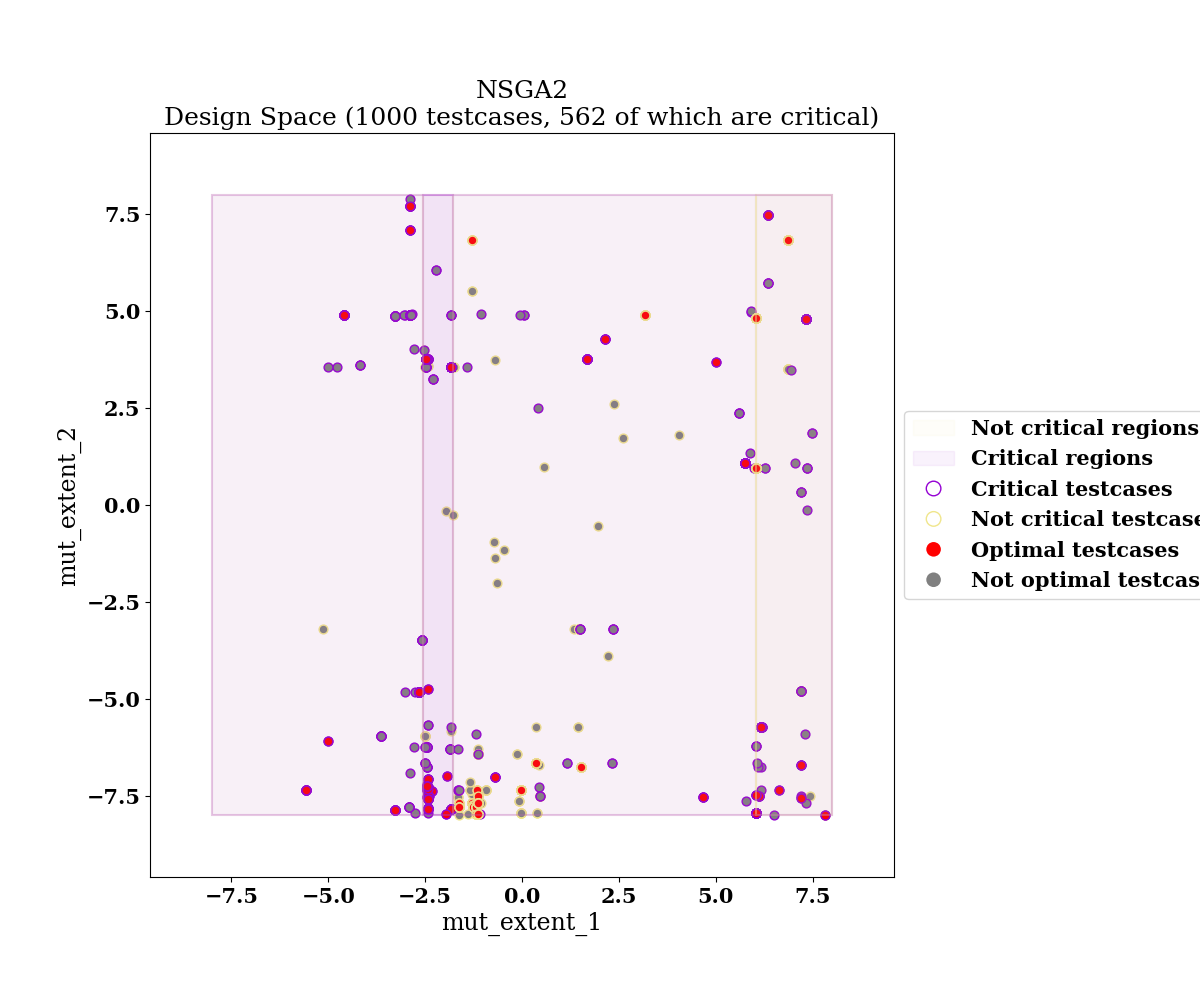 NSGA2
Design Space (1000 testcases, 562 of which are critical)
7.5
5.0
2.5
0.0
−2.5
−5.0
−7.5
mut_extent_2
−7.5 −5.0 −2.5 0.0 2.5 5.0 7.5
mut_extent_1
Not critical regions
Critical regions
Critical testcases
Not critical testcase
Optimal testcases
Not optimal testcas